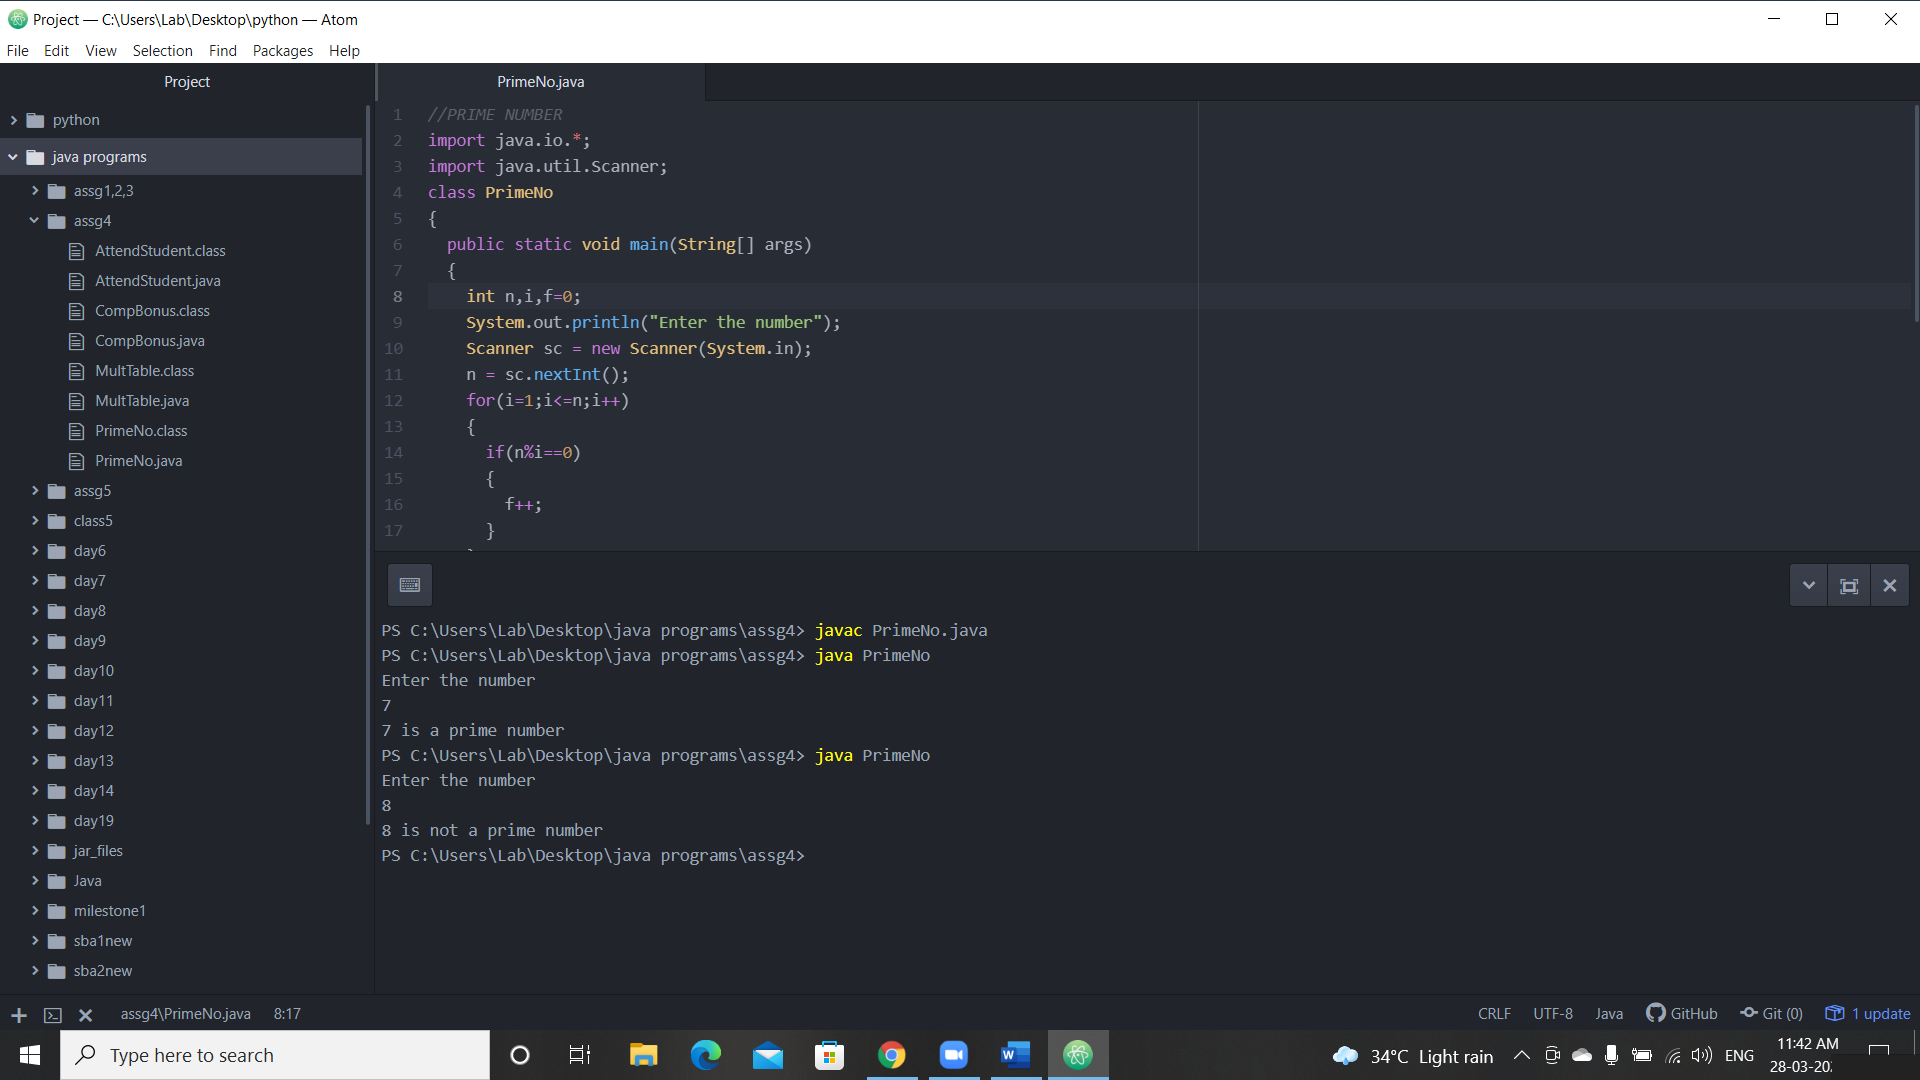 Project — C:\Users\Lab\Desktop\python — Atom
File Edit View Selection Find Packages Help
Project
python
java programs
assg1,2,3
assg4
AttendStudent.class
AttendStudent.java
CompBonus.class
CompBonus.java
MultTable.class
MultTable.java
PrimeNo.class
PrimeNo.java
assg5
class5
day6
day7
day8
day9
day10
day11
day12
day13
day14
day19
jar_files
Java
milestone1
sba1new
sba2new
PrimeNo.java
1 //PRIME NUMBER
2 import java.io.*;
3 import java.util.Scanner;
4 class PrimeNo
5 {
6 public static void main(String[] args)
7 {
8 int n,i,f=0;
9 System.out.println("Enter the number");
10 Scanner sc = new Scanner(System.in);
11 n = sc.nextInt();
12 for(i=1;i<=n;i++)
13 {
14 if(n%i==0)
15 {
16 f++;
17 }
PS C:\Users\Lab\Desktop\java programs\assg4> javac PrimeNo.java
PS C:\Users\Lab\Desktop\java programs\assg4> java PrimeNo
Enter the number
7
7 is a prime number
PS C:\Users\Lab\Desktop\java programs\assg4> java PrimeNo
Enter the number
8
8 is not a prime number
PS C:\Users\Lab\Desktop\java programs\assg4>
assg4\PrimeNo.java 8:17
CRLF UTF-8 Java GitHub Git (0) 1 update
Type here to search
34°C Light rain ENG
11:42 AM
28-03-20